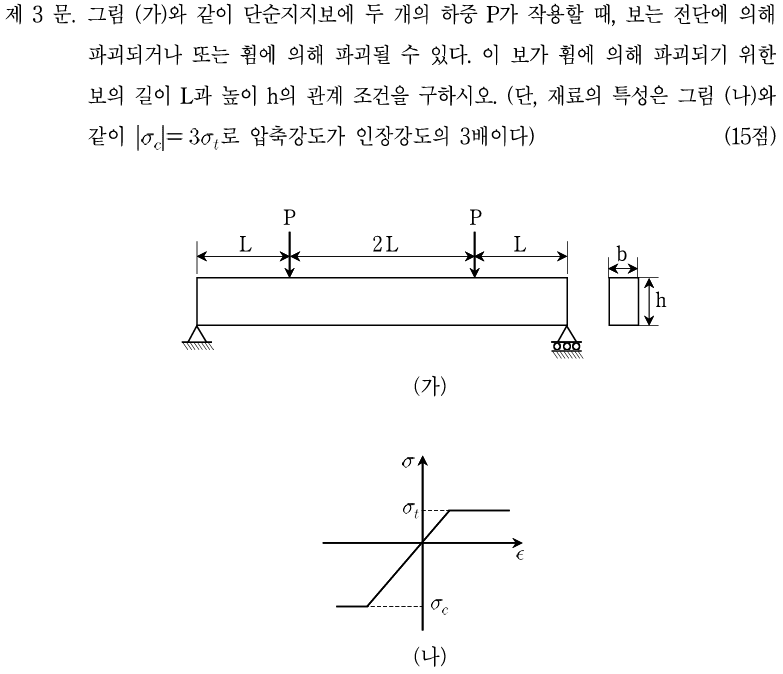 제 3 문. 그림 (가)와 같이 단순지지보에 두 개의 하중 P가 작용할 때, 보는 전단에 의해
파괴되거나 또는 휨에 의해 파괴될 수 있다. 이 보가 휨에 의해 파괴되기 위한
보의 길이 L과 높이 h의 관계 조건을 구하시오. (단, 재료의 특성은 그림 (나)와
같이 |σc|= 3σt로 압축강도가 인장강도의 3배이다) (15점)
P P
L 2L L b
h
(가)
σ
σt
ϵ
σc
(나)